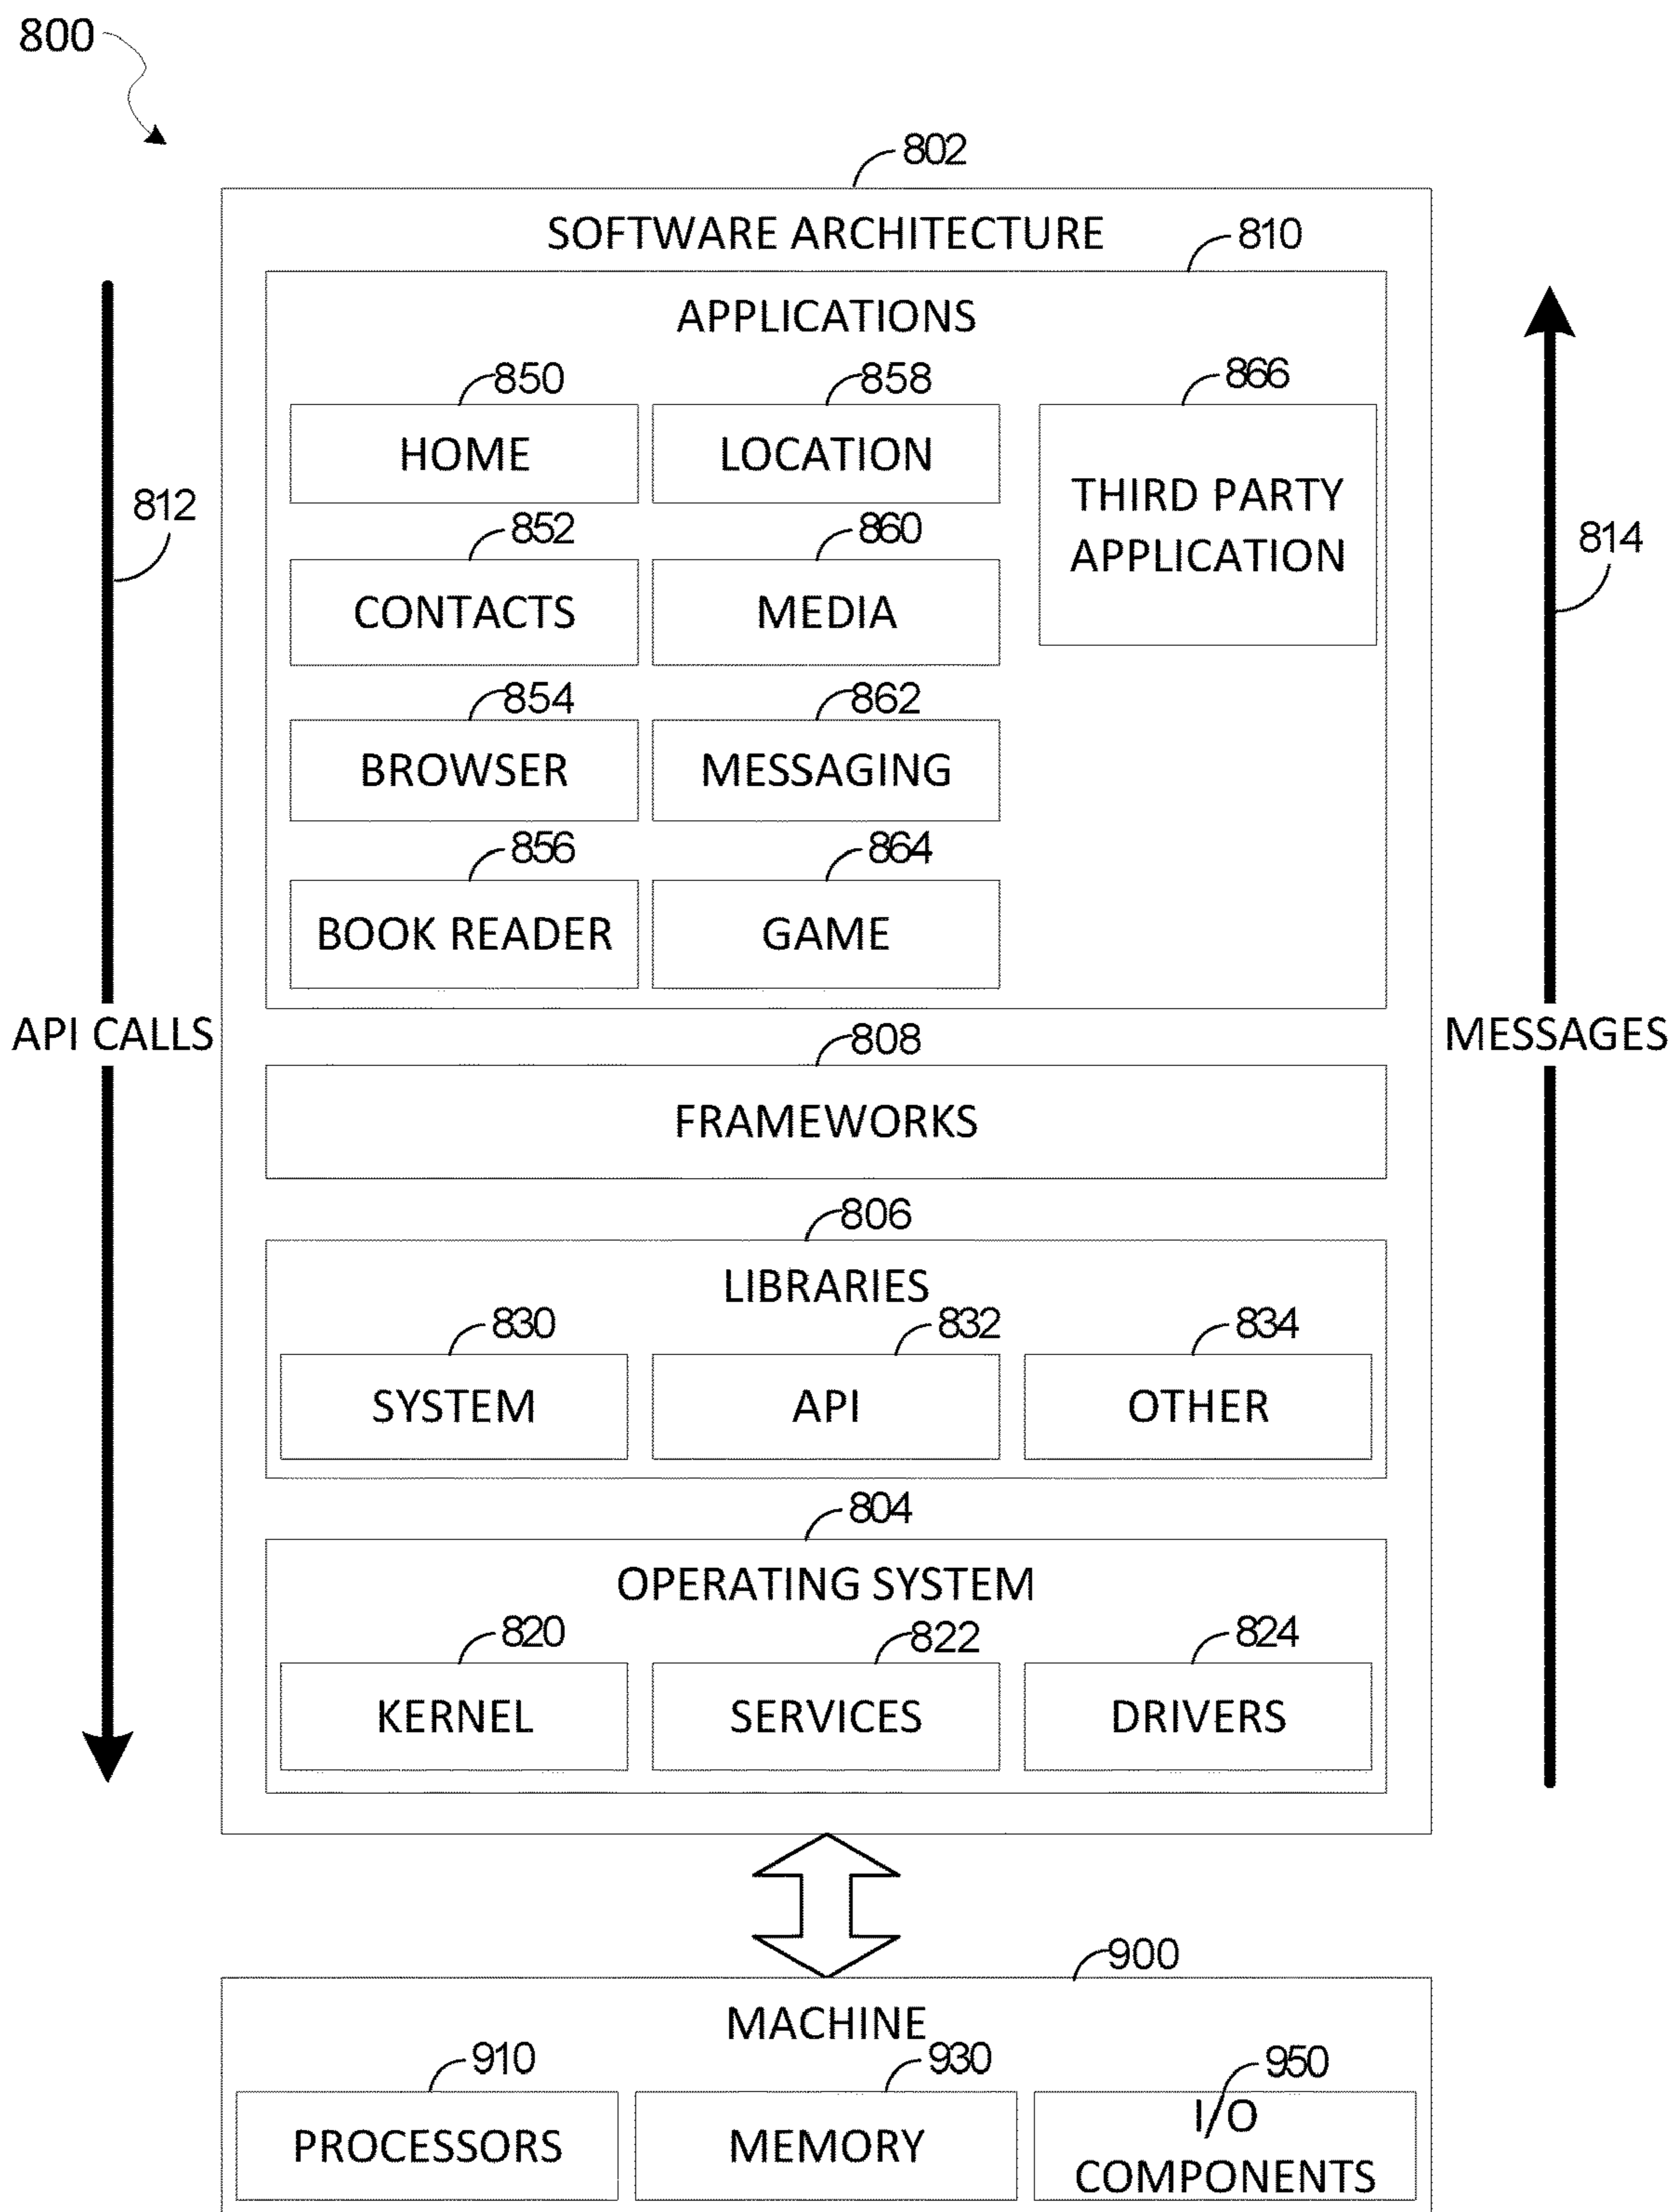 800
802
SOFTWARE ARCHITECTURE
810
APPLICATIONS
850
858
866
HOME
LOCATION
THIRD PARTY
APPLICATION
812
814
852
860
CONTACTS
MEDIA
854
862
BROWSER
MESSAGING
856
864
BOOK READER
GAME
API CALLS
MESSAGES
808
FRAMEWORKS
806
LIBRARIES
830
832
834
SYSTEM
API
OTHER
804
OPERATING SYSTEM
820
822
824
KERNEL
SERVICES
DRIVERS
900
MACHINE
910
930
950
PROCESSORS
MEMORY
I/O
COMPONENTS